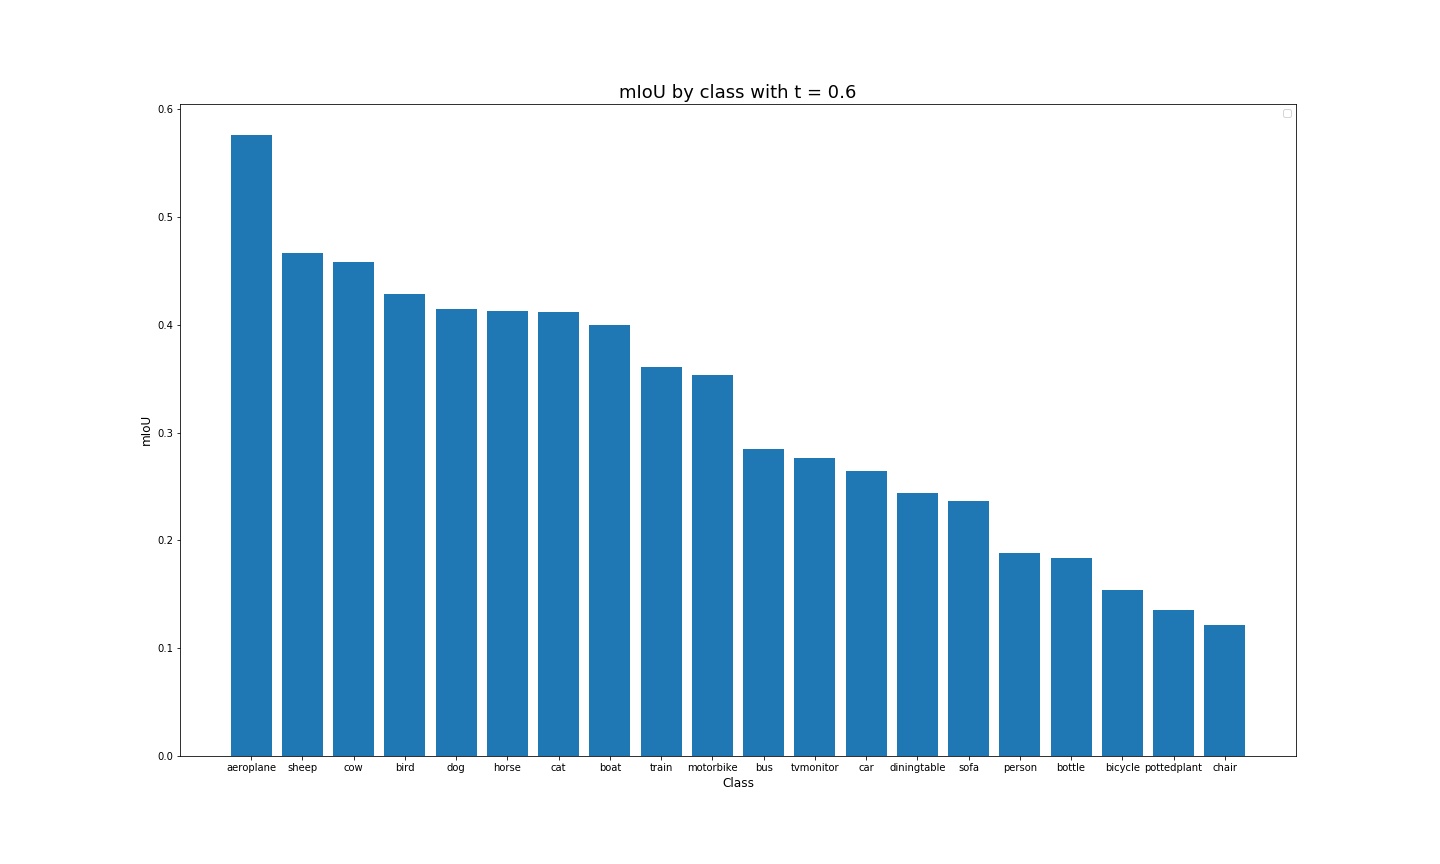 mIoU by class with t = 0.6
0.6
0.5
0.4
0.3
0.2
0.1
0.0
mIoU
aeroplane sheep cow bird dog horse cat boat train motorbike bus tvmonitor car diningtable sofa person bottle bicycle pottedplant chair
Class